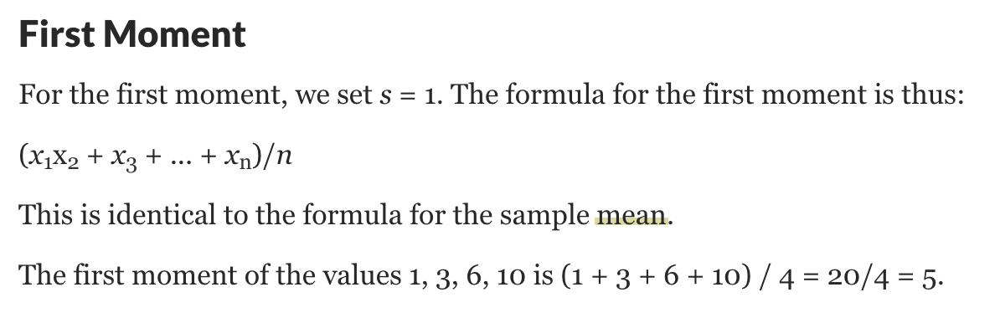 First Moment
For the first moment, we set s = 1. The formula for the first moment is thus:
(x₁x₂ + x₃ + ... + xₙ)/n
This is identical to the formula for the sample mean.
The first moment of the values 1, 3, 6, 10 is (1 + 3 + 6 + 10) / 4 = 20/4 = 5.